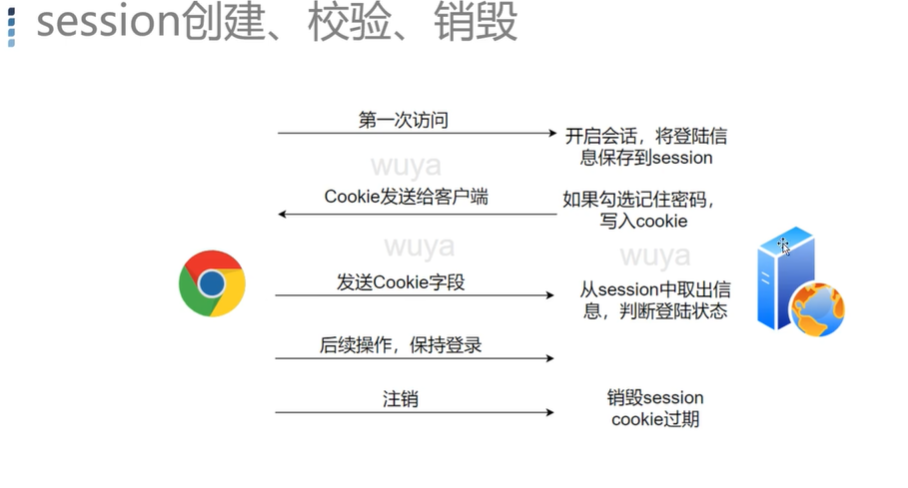 session创建、校验、销毁
第一次访问
开启会话，将登陆信
息保存到session
wuya
Cookie发送给客户端
如果勾选记住密码，
写入cookie
wuya
wuya
发送Cookie字段
从session中取出信
息，判断登陆状态
后续操作，保持登录
注销
销毁session
cookie过期